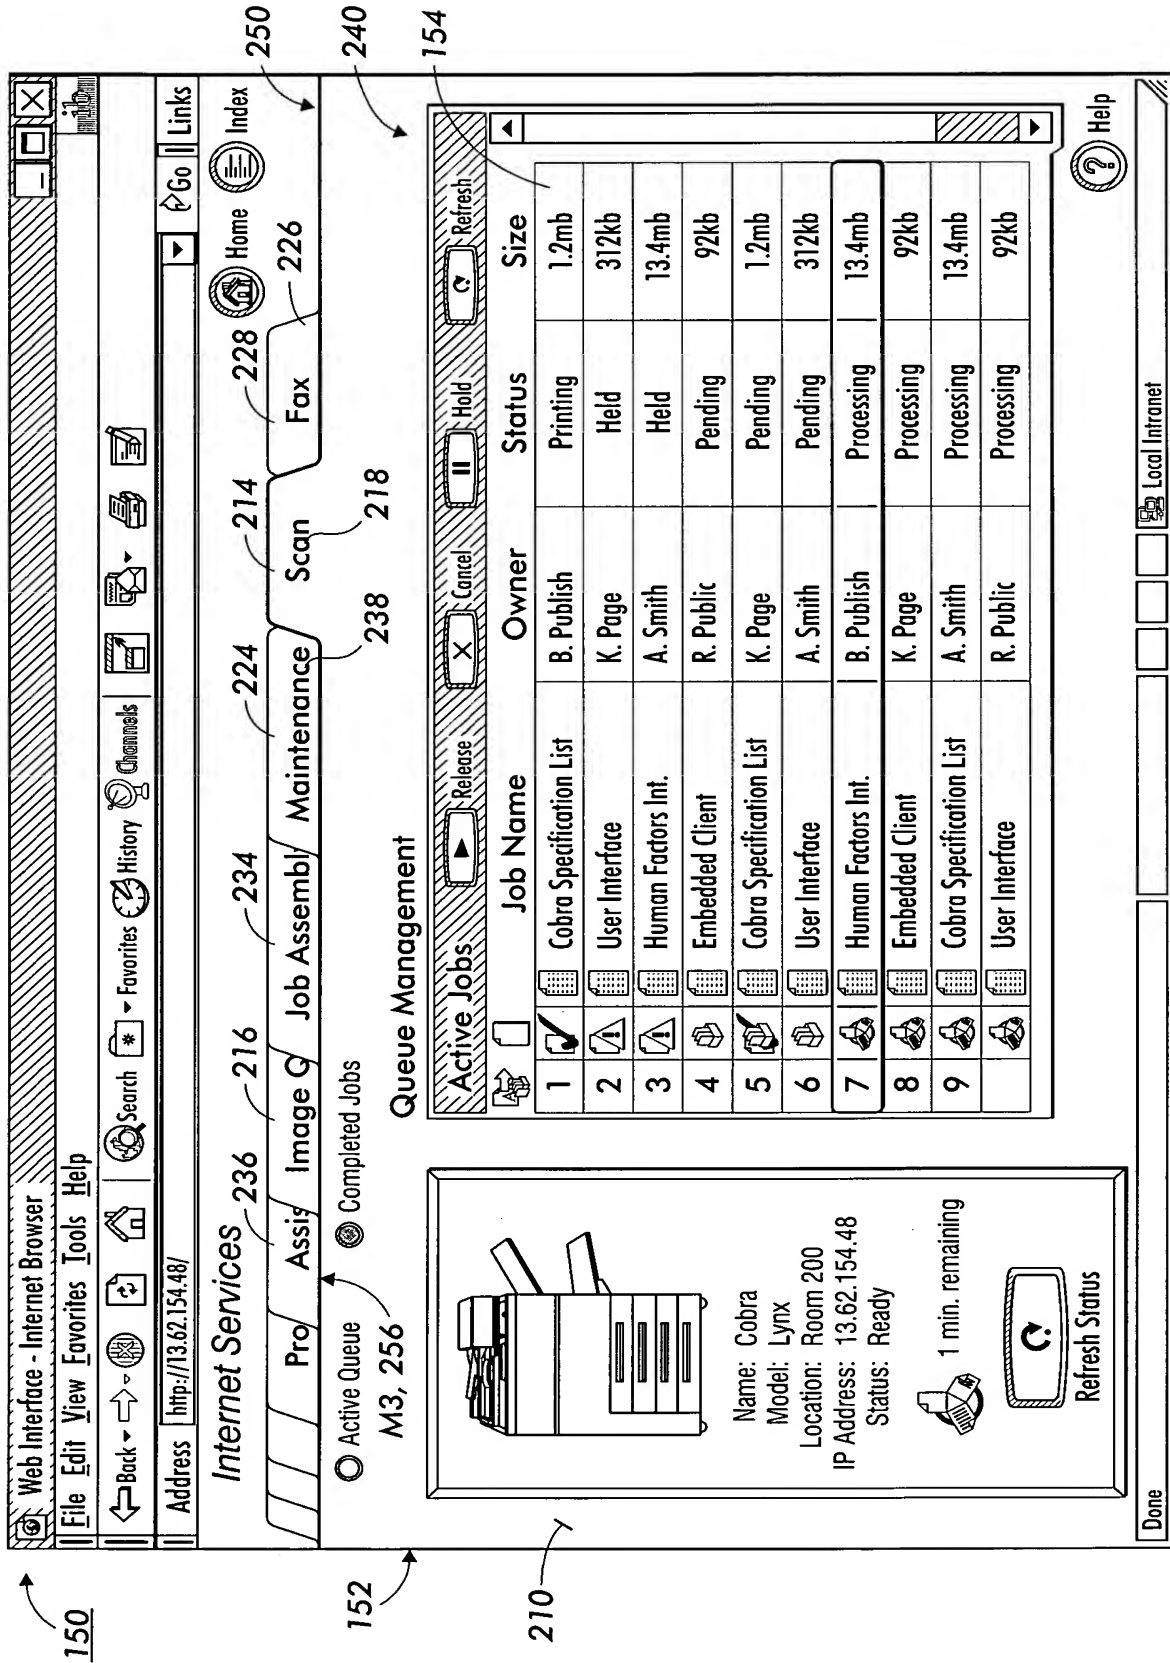 150
Web Interface - Internet Browser
File Edit View Favorites Tools Help
Back Search Favorites History Channels
Address http://13.62.154.48/ Go Links
Internet Services Home Index
250
236 216 234 224 214 228 226
Pro Assis Image Q Job Assembl Maintenance Scan Fax
238 218
M3, 256
152
Active Queue Completed Jobs
240
Queue Management
154
Active Jobs Release Cancel Hold Refresh
Job Name Owner Status Size
1 Cobra Specification List B. Publish Printing 1.2mb
2 User Interface K. Page Held 312kb
3 Human Factors Int. A. Smith Held 13.4mb
4 Embedded Client R. Public Pending 92kb
5 Cobra Specification List K. Page Pending 1.2mb
6 User Interface A. Smith Pending 312kb
7 Human Factors Int. B. Publish Processing 13.4mb
8 Embedded Client K. Page Processing 92kb
9 Cobra Specification List A. Smith Processing 13.4mb
User Interface R. Public Processing 92kb
210
Name: Cobra
Model: Lynx
Location: Room 200
IP Address: 13.62.154.48
Status: Ready
1 min. remaining
Refresh Status
Help
Done Local Intranet